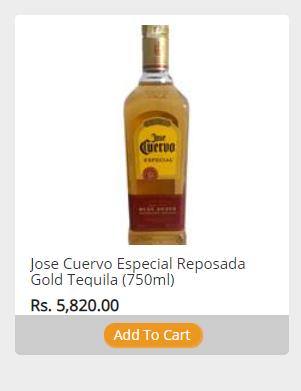 Jose
Cuervo
ESPECIAL
Jose Cuervo Especial Reposada
Gold Tequila (750ml)
Rs. 5,820.00
Add To Cart